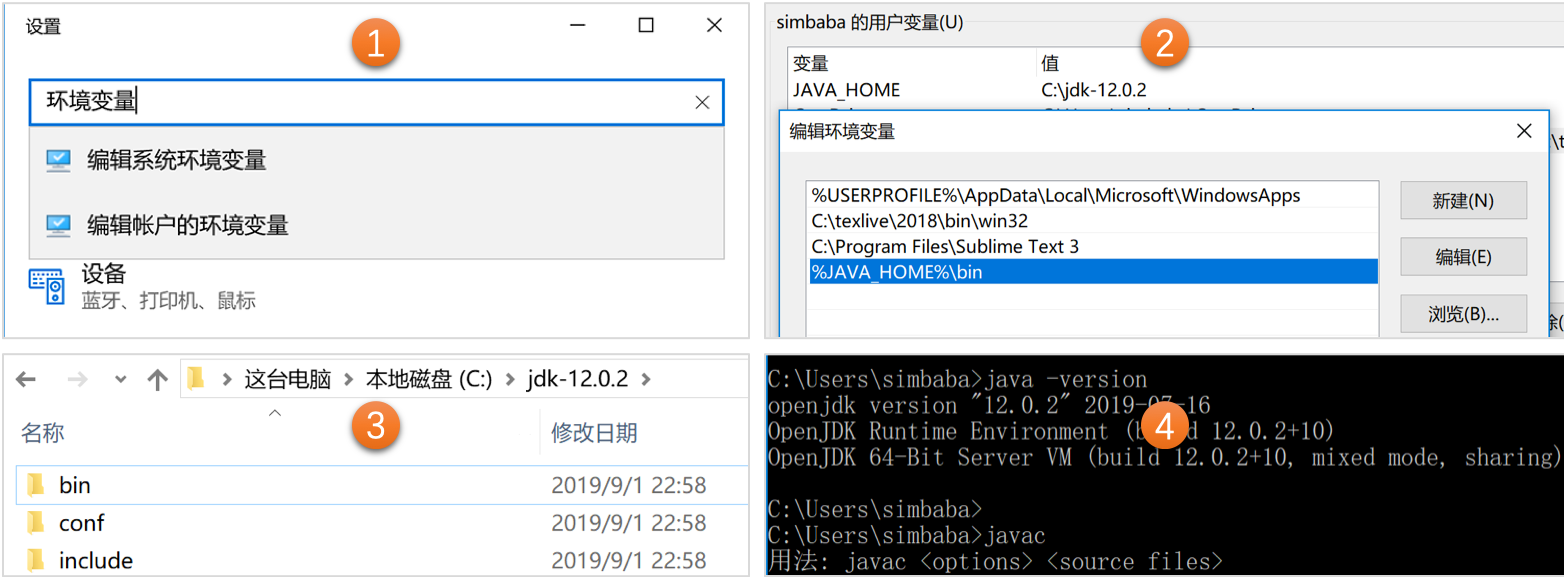 设置
1
环境变量
编辑系统环境变量
编辑帐户的环境变量
设备
蓝牙、打印机、鼠标
simbaba 的用户变量(U)
2
变量 值
JAVA_HOME C:\jdk-12.0.2
编辑环境变量
%USERPROFILE%\AppData\Local\Microsoft\WindowsApps
C:\texlive\2018\bin\win32
C:\Program Files\Sublime Text 3
%JAVA_HOME%\bin
新建(N)
编辑(E)
浏览(B)...
这台电脑 本地磁盘 (C:) jdk-12.0.2
3
名称 修改日期
bin 2019/9/1 22:58
conf 2019/9/1 22:58
include 2019/9/1 22:58
C:\Users\simbaba>java -version
openjdk version "12.0.2" 2019-07-16
4
OpenJDK Runtime Environment (build 12.0.2+10)
OpenJDK 64-Bit Server VM (build 12.0.2+10, mixed mode, sharing)
C:\Users\simbaba>
C:\Users\simbaba>javac
用法: javac <options> <source files>